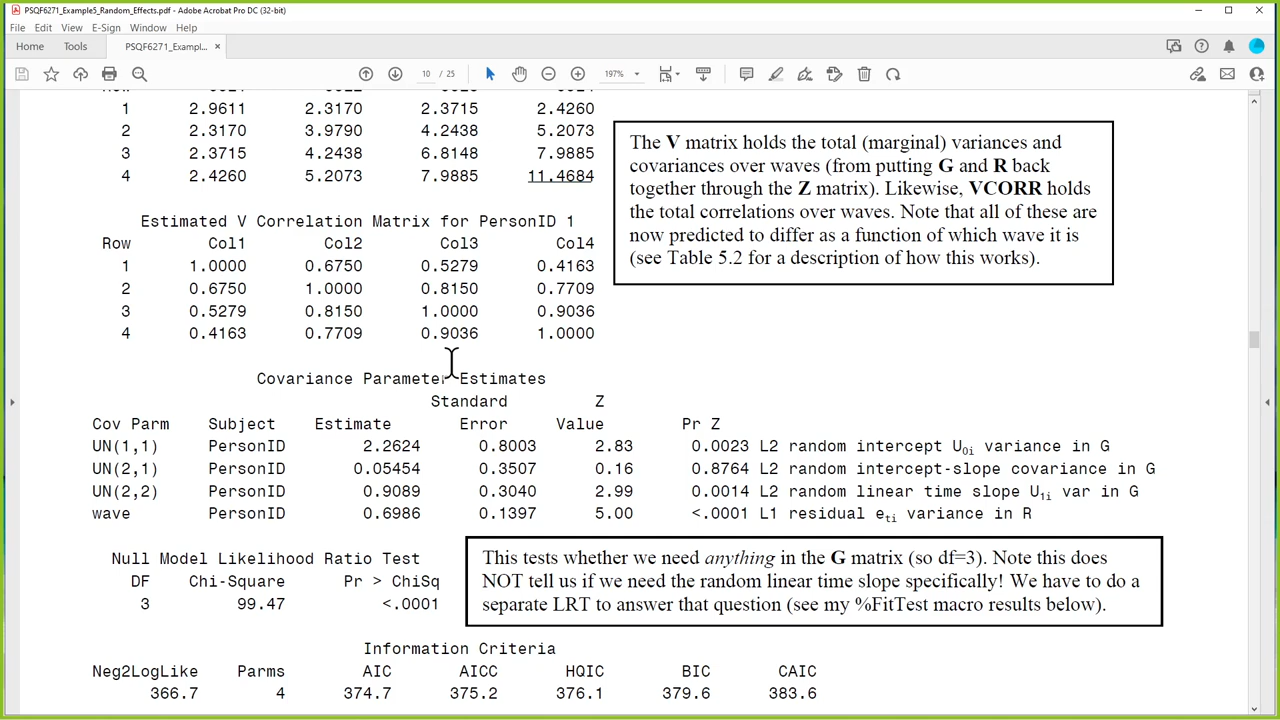 PSQF6271_Example5_Random_Effects.pdf - Adobe Acrobat Pro DC (32-bit)
File Edit View E-Sign Window Help
Home Tools PSQF6271_Exampl... ×
10 / 25 197%
1 2.9611 2.3170 2.3715 2.4260
2 2.3170 3.9790 4.2438 5.2073
3 2.3715 4.2438 6.8148 7.9885
4 2.4260 5.2073 7.9885 11.4684
The V matrix holds the total (marginal) variances and
covariances over waves (from putting G and R back
together through the Z matrix). Likewise, VCORR holds
the total correlations over waves. Note that all of these are
now predicted to differ as a function of which wave it is
(see Table 5.2 for a description of how this works).
Estimated V Correlation Matrix for PersonID 1
Row Col1 Col2 Col3 Col4
1 1.0000 0.6750 0.5279 0.4163
2 0.6750 1.0000 0.8150 0.7709
3 0.5279 0.8150 1.0000 0.9036
4 0.4163 0.7709 0.9036 1.0000
Covariance Parameter Estimates
Standard Z
Cov Parm Subject Estimate Error Value Pr Z
UN(1,1) PersonID 2.2624 0.8003 2.83 0.0023 L2 random intercept U0i variance in G
UN(2,1) PersonID 0.05454 0.3507 0.16 0.8764 L2 random intercept-slope covariance in G
UN(2,2) PersonID 0.9089 0.3040 2.99 0.0014 L2 random linear time slope U1i var in G
wave PersonID 0.6986 0.1397 5.00 <.0001 L1 residual eti variance in R
Null Model Likelihood Ratio Test
DF Chi-Square Pr > ChiSq
3 99.47 <.0001
This tests whether we need anything in the G matrix (so df=3). Note this does
NOT tell us if we need the random linear time slope specifically! We have to do a
separate LRT to answer that question (see my %FitTest macro results below).
Information Criteria
Neg2LogLike Parms AIC AICC HQIC BIC CAIC
366.7 4 374.7 375.2 376.1 379.6 383.6